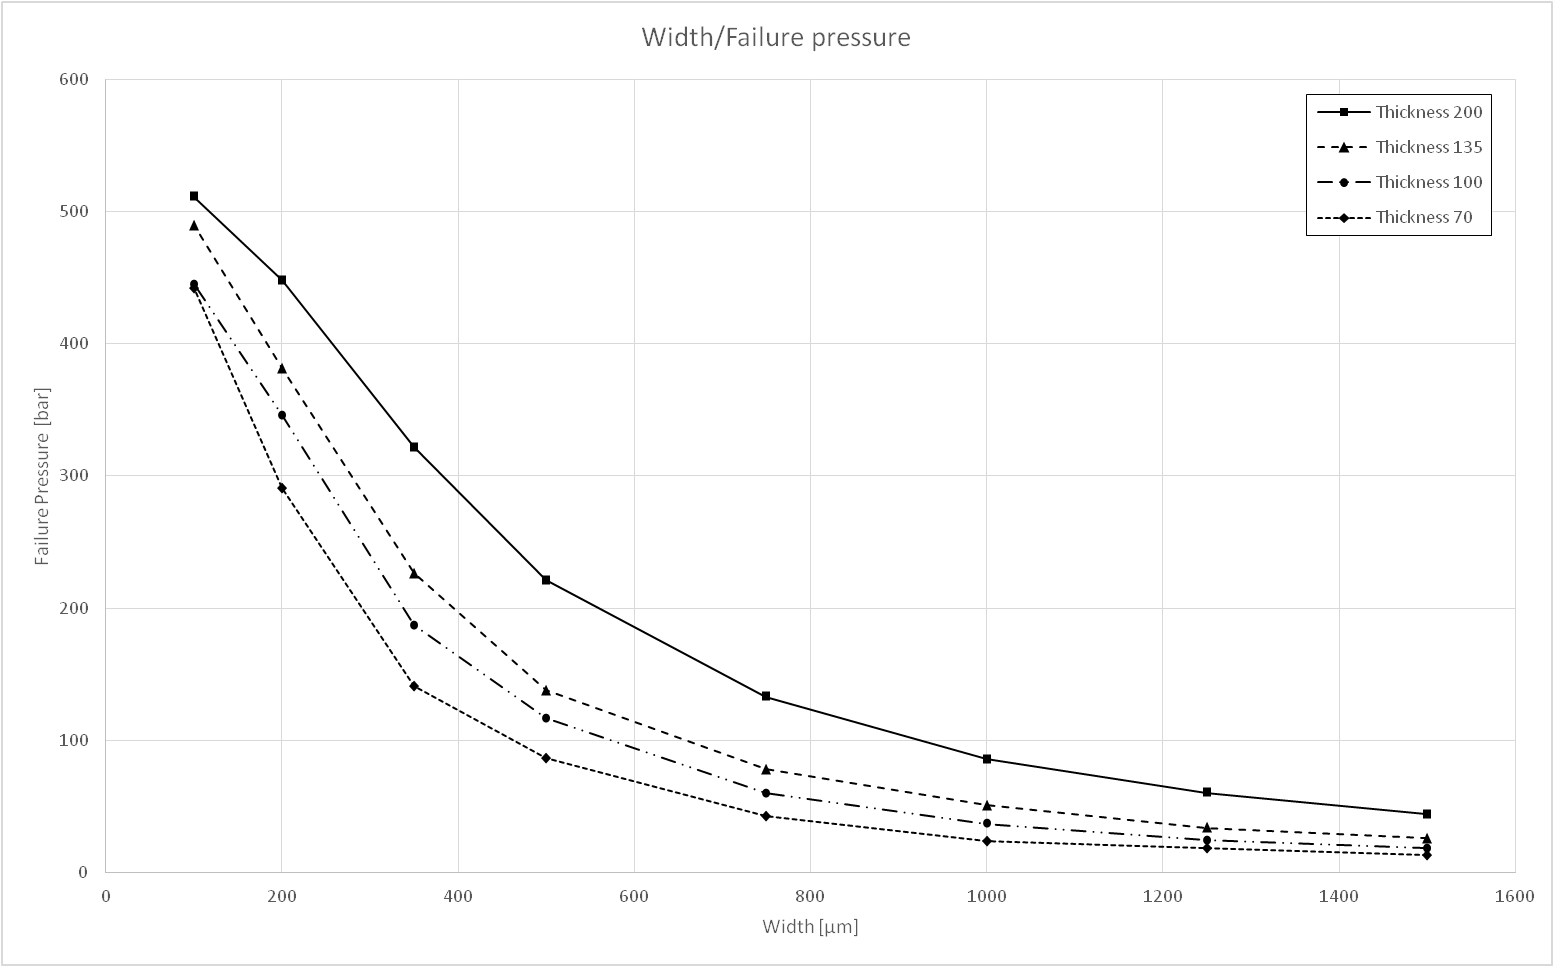 Width/Failure pressure
600
500
400
300
200
100
0
Failure Pressure [bar]
Thickness 200
Thickness 135
Thickness 100
Thickness 70
0 200 400 600 800 1000 1200 1400 1600
Width [µm]